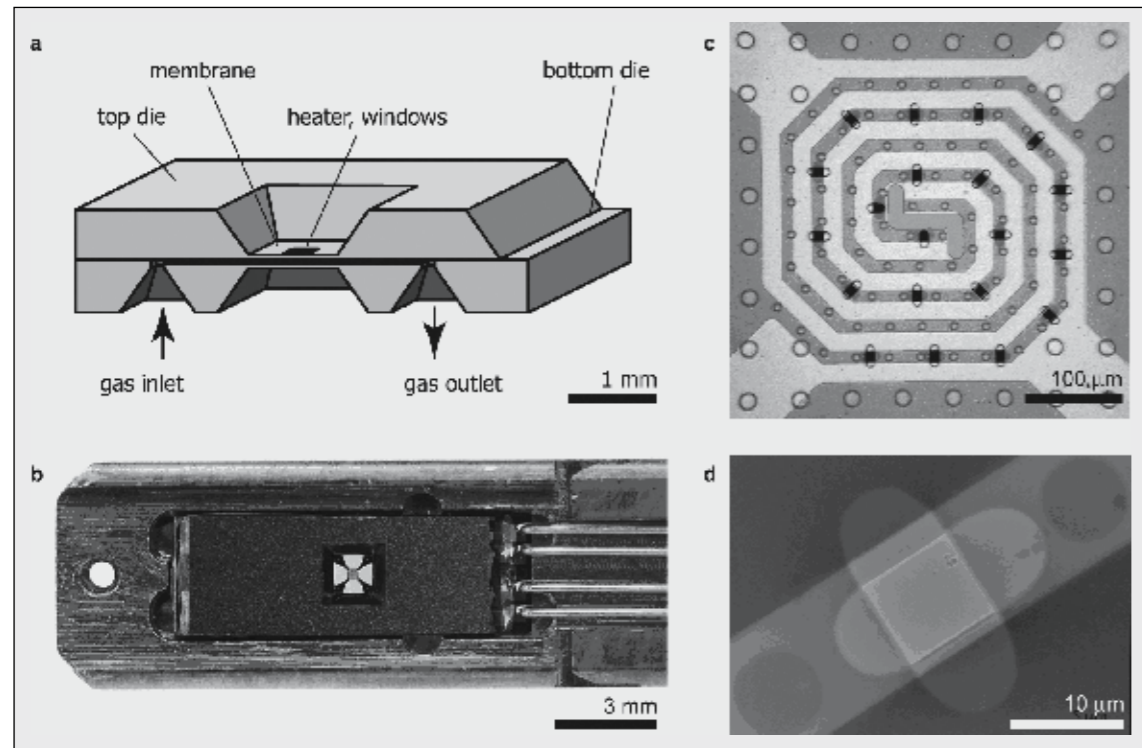 a
membrane
bottom die
top die
heater, windows
gas inlet
gas outlet
1 mm
b
3 mm
c
100 µm
d
10 µm